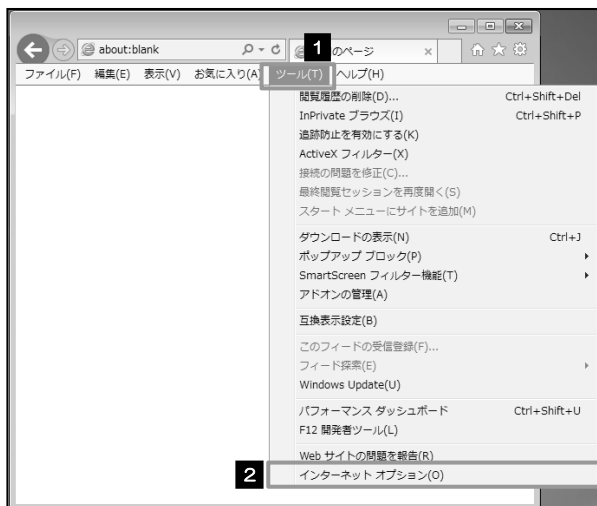 about:blank
1
のページ
ファイル(F) 編集(E) 表示(V) お気に入り(A) ツール(T) ヘルプ(H)
閲覧履歴の削除(D)... Ctrl+Shift+Del
InPrivate ブラウズ(I) Ctrl+Shift+P
追跡防止を有効にする(K)
ActiveX フィルター(X)
接続の問題を修正(C)...
最終閲覧セッションを再度開く(S)
スタート メニューにサイトを追加(M)
ダウンロードの表示(N) Ctrl+J
ポップアップ ブロック(P)
SmartScreen フィルター機能(T)
アドオンの管理(A)
互換表示設定(B)
このフィードの受信登録(F)...
フィード探索(E)
Windows Update(U)
パフォーマンス ダッシュボード Ctrl+Shift+U
F12 開発者ツール(L)
Web サイトの問題を報告(R)
2
インターネット オプション(O)